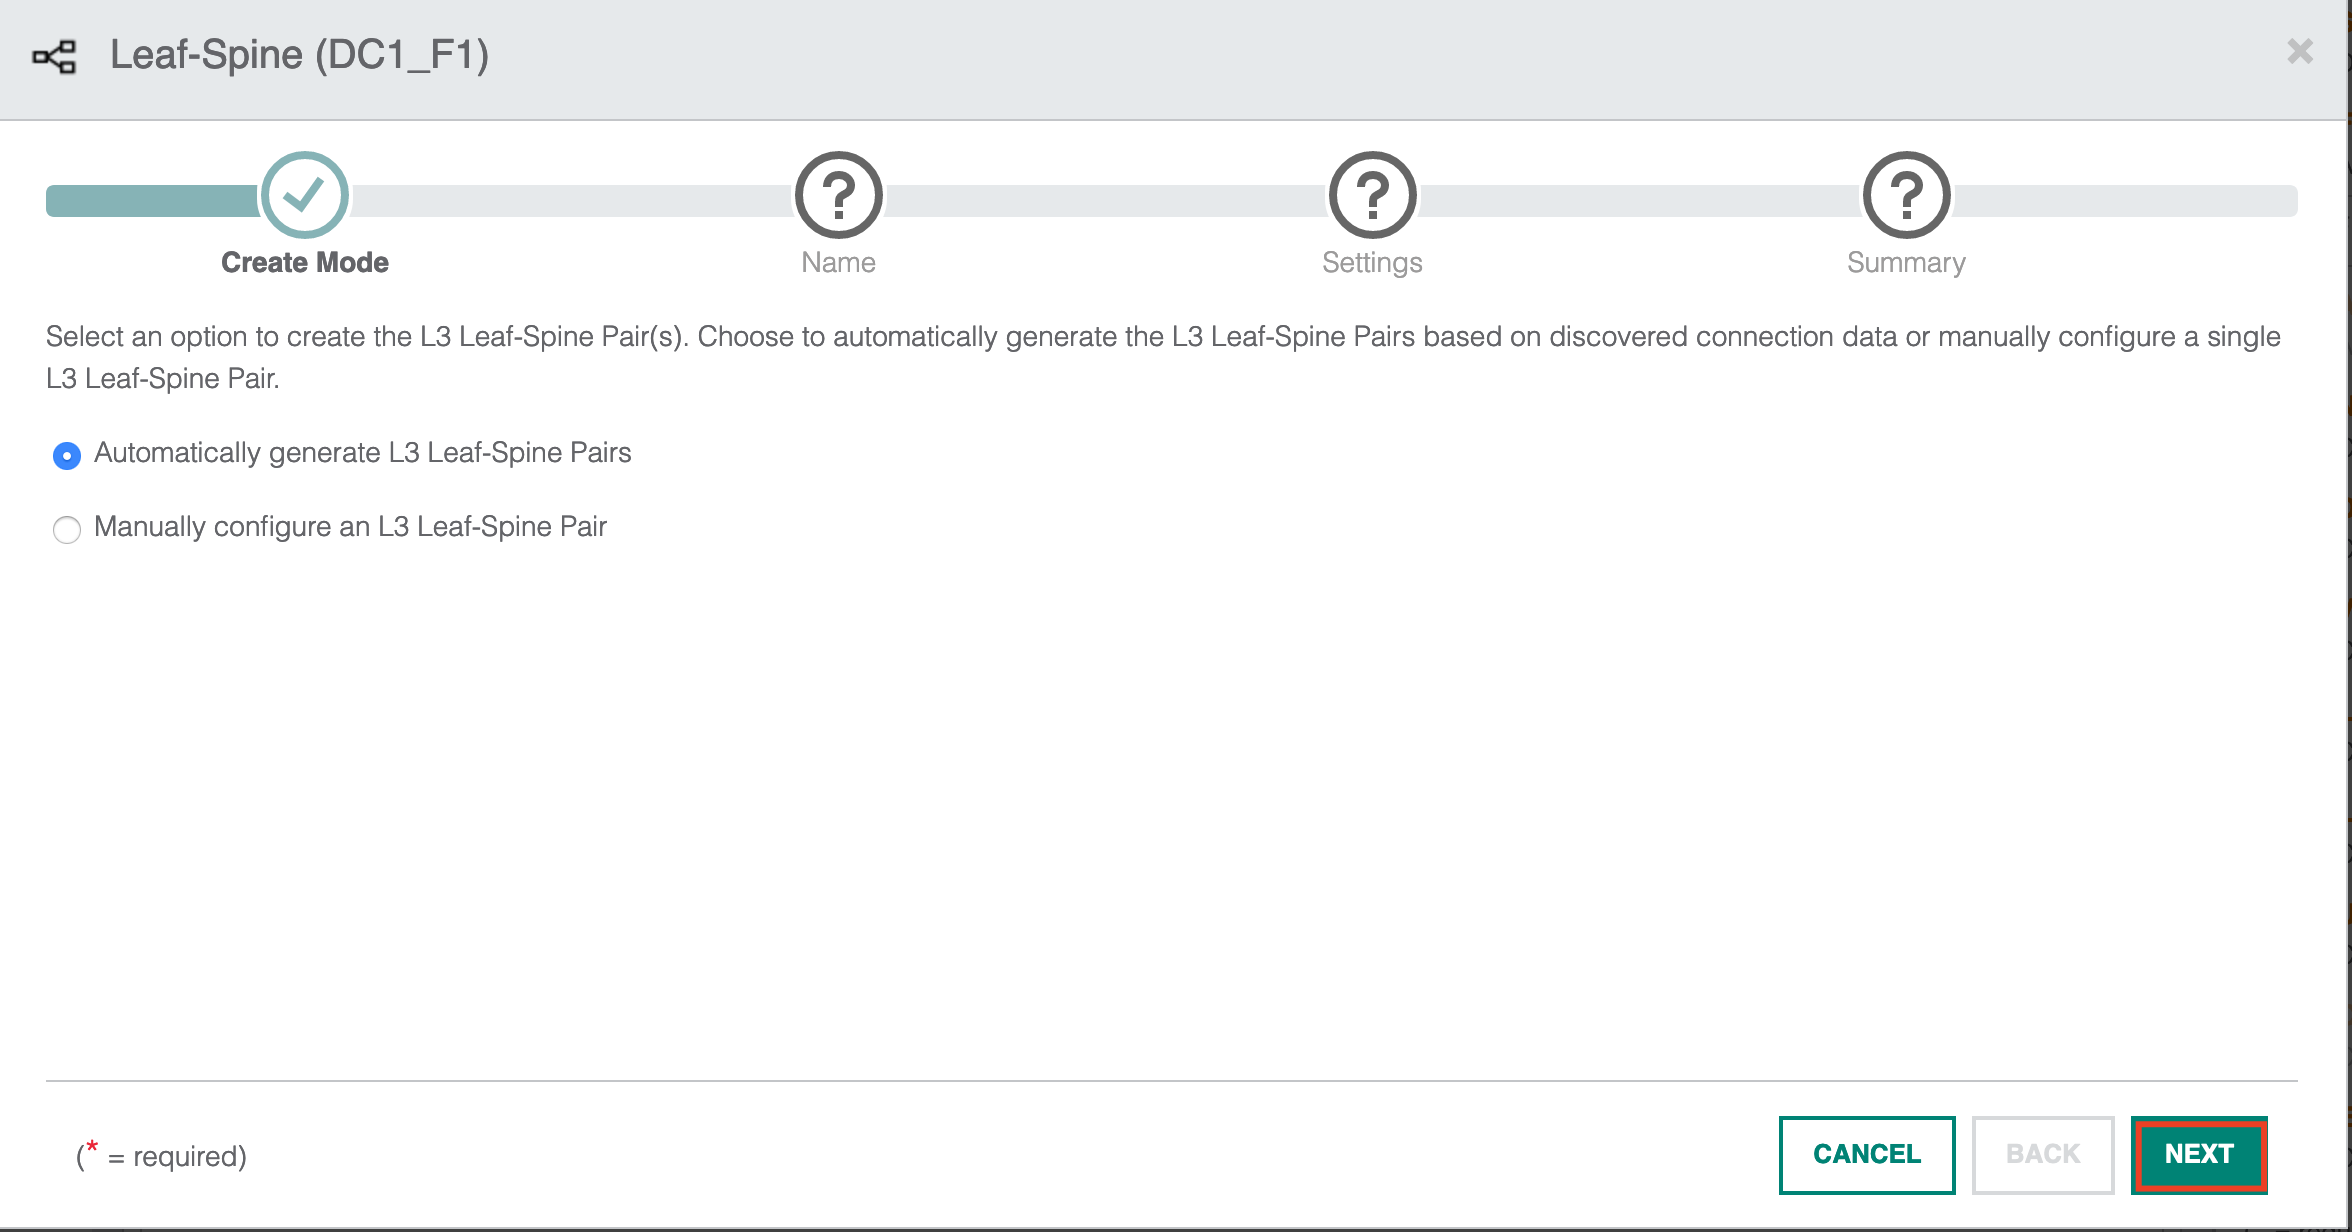 Leaf-Spine (DC1_F1)
Create Mode
Name
Settings
Summary
Select an option to create the L3 Leaf-Spine Pair(s). Choose to automatically generate the L3 Leaf-Spine Pairs based on discovered connection data or manually configure a single
L3 Leaf-Spine Pair.
Automatically generate L3 Leaf-Spine Pairs
Manually configure an L3 Leaf-Spine Pair
(* = required)
CANCEL
BACK
NEXT